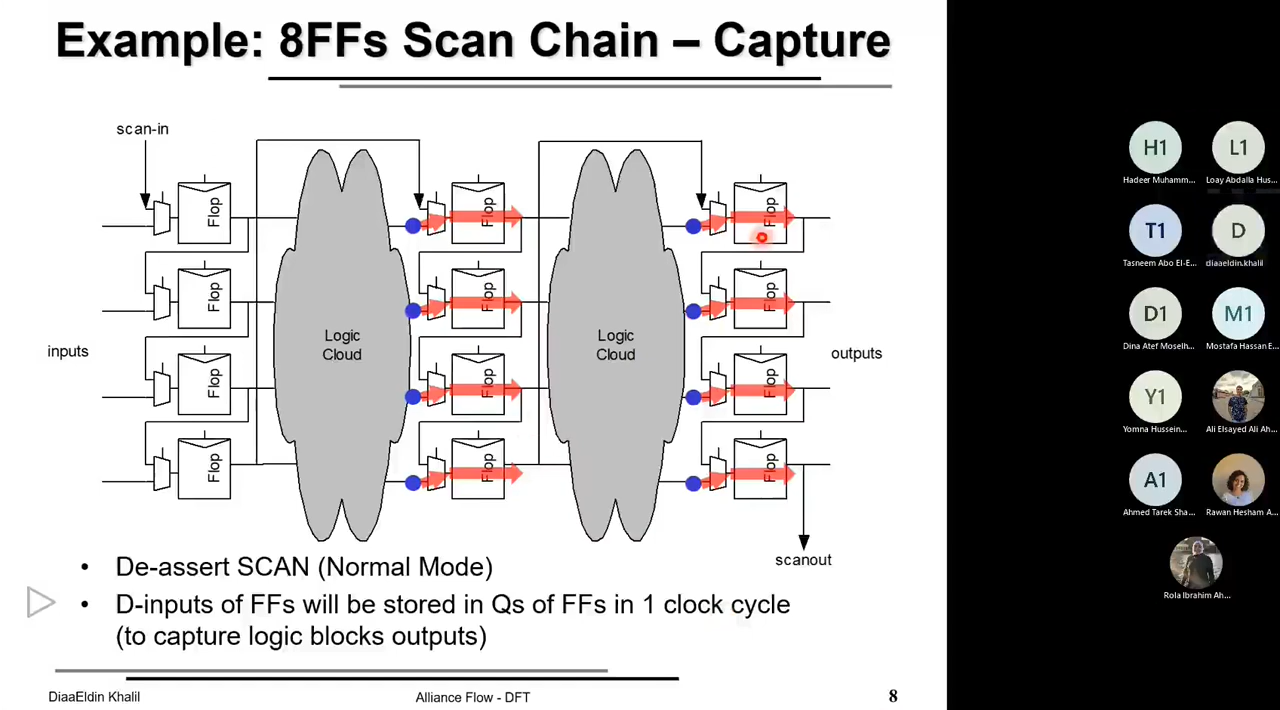 Example: 8FFs Scan Chain – Capture
scan-in
Flop
Flop
Flop
Flop
Flop
Flop
Flop
Flop
Flop
Flop
Flop
Flop
inputs
Logic
Cloud
Logic
Cloud
outputs
scanout
• De-assert SCAN (Normal Mode)
• D-inputs of FFs will be stored in Qs of FFs in 1 clock cycle
(to capture logic blocks outputs)
DiaaEldin Khalil
Alliance Flow - DFT
8
H1
Hadeer Muhamm...
L1
Loay Abdalla Hus...
T1
Tasneem Abo El-E...
D
diaaeldin.khalil
D1
Dina Atef Moselh...
M1
Mostafa Hassan E...
Y1
Yomna Hussein...
Ali Elsayed Ali Ah...
A1
Ahmed Tarek Sha...
Rawan Hesham A...
Rola Ibrahim Ah...